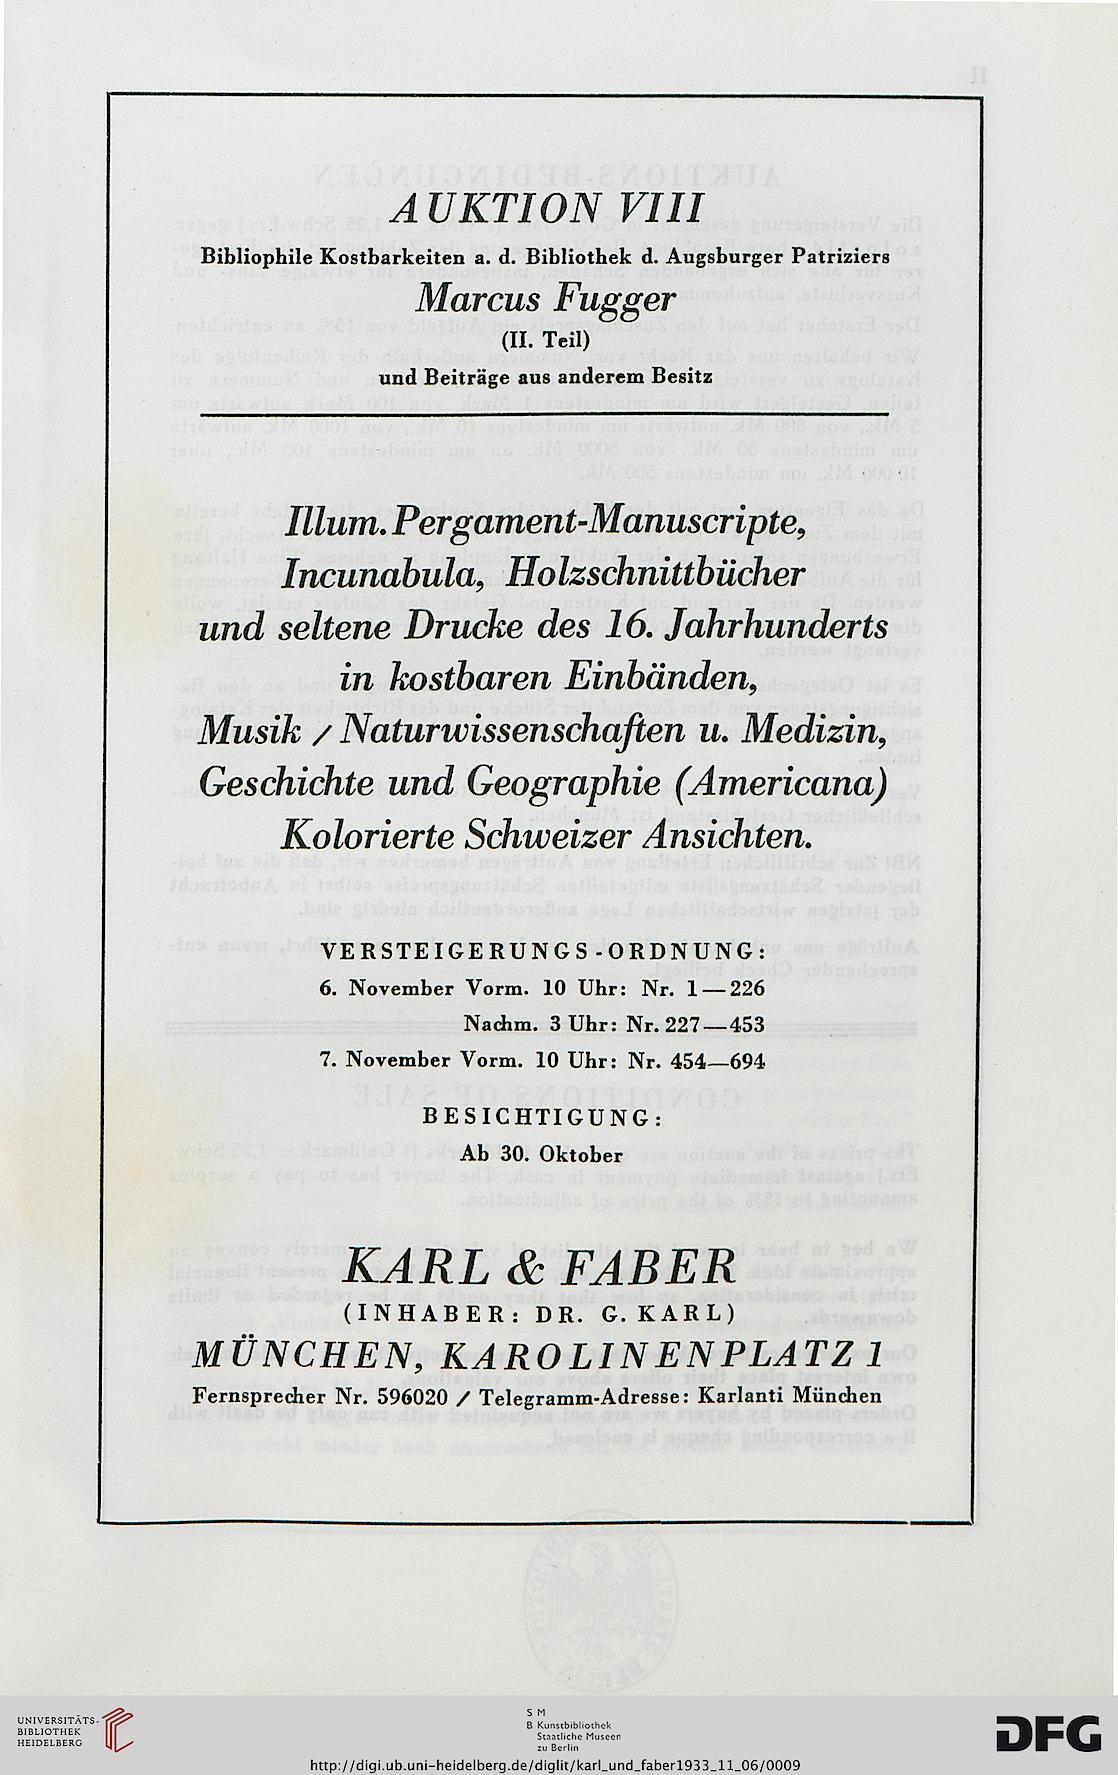 AUKTION VIII
Bibliophile Kostbarkeiten a. d. Bibliothek d. Augsburger Patriziers
Marcus Fugger
(II. Teil)
und Beiträge aus anderem Besitz
Illum. Pergament-Manuscripte,
Incunabula, Holzschnittbücher
und seltene Drucke des 16. Jahrhunderts
in kostbaren Einbänden,
Musik / Naturwissenschaften u. Medizin,
Geschichte und Geographie (Americana)
Kolorierte Schweizer Ansichten.
VERSTEIGERUNGS-ORDNUNG:
6. November Vorm. 10 Uhr: Nr. 1—226
Nachm. 3 Uhr: Nr. 227—453
7. November Vorm. 10 Uhr: Nr. 454—694
BESICHTIGUNG:
Ab 30. Oktober
KARL & FABER
(INHABER: DR. G. KARL)
MÜNCHEN, KAROLINENPLATZ 1
Fernsprecher Nr. 596020 / Telegramm-Adresse: Karlanti München
UNIVERSITÄTS-
BIBLIOTHEK
HEIDELBERG
S M
B Kunstbibliothek
Staatliche Museen
zu Berlin
DFG
http://digi.ub.uni-heidelberg.de/diglit/karl_und_faber1933_11_06/0009